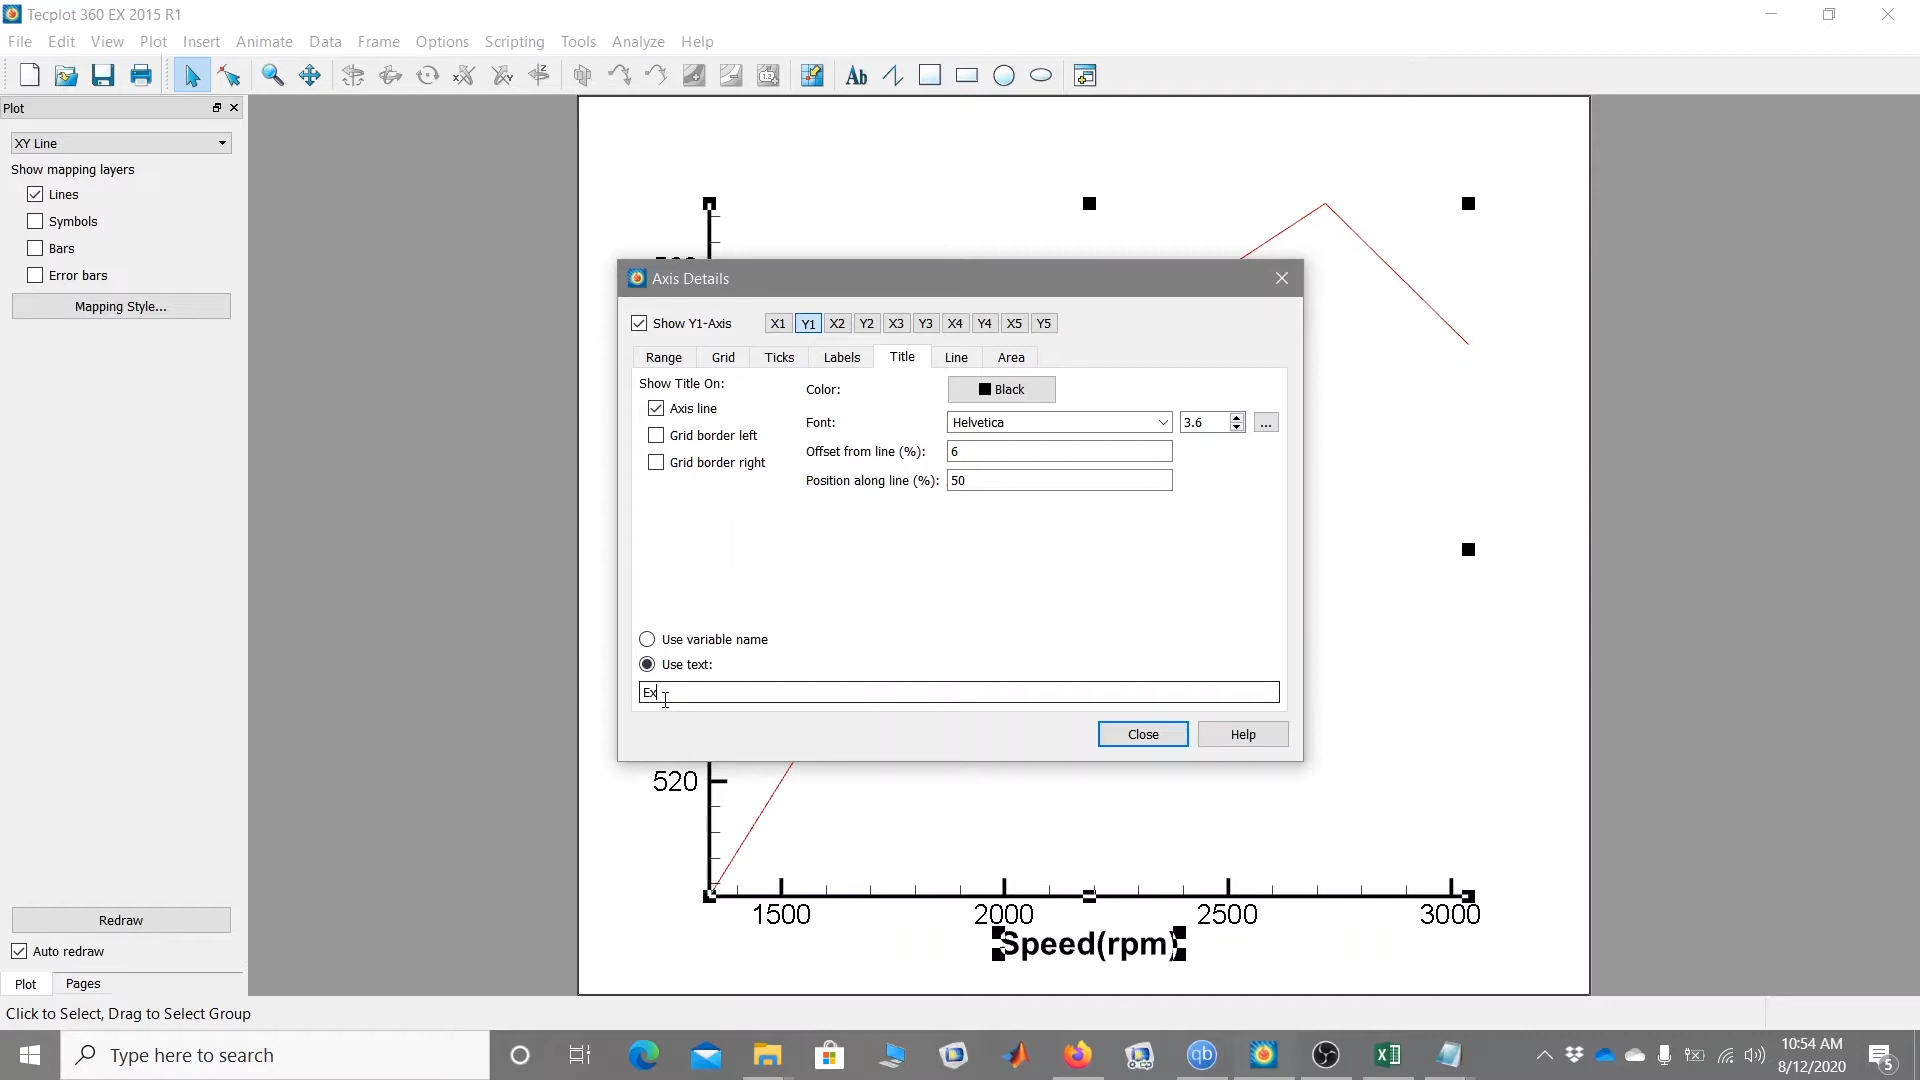 Tecplot 360 EX 2015 R1
File Edit View Plot Insert Animate Data Frame Options Scripting Tools Analyze Help
Ab
Plot
XY Line
Show mapping layers
Lines
Symbols
Bars
Error bars
Mapping Style...
Axis Details
Show Y1-Axis X1 Y1 X2 Y2 X3 Y3 X4 Y4 X5 Y5
Range Grid Ticks Labels Title Line Area
Show Title On:
Axis line
Grid border left
Grid border right
Color: Black
Font: Helvetica 3.6 ...
Offset from line (%): 6
Position along line (%): 50
Use variable name
Use text:
Ex
Close Help
520
1500 2000 2500 3000
Speed(rpm)
Redraw
Auto redraw
Plot Pages
Click to Select, Drag to Select Group
Type here to search
qb
10:54 AM
8/12/2020
5